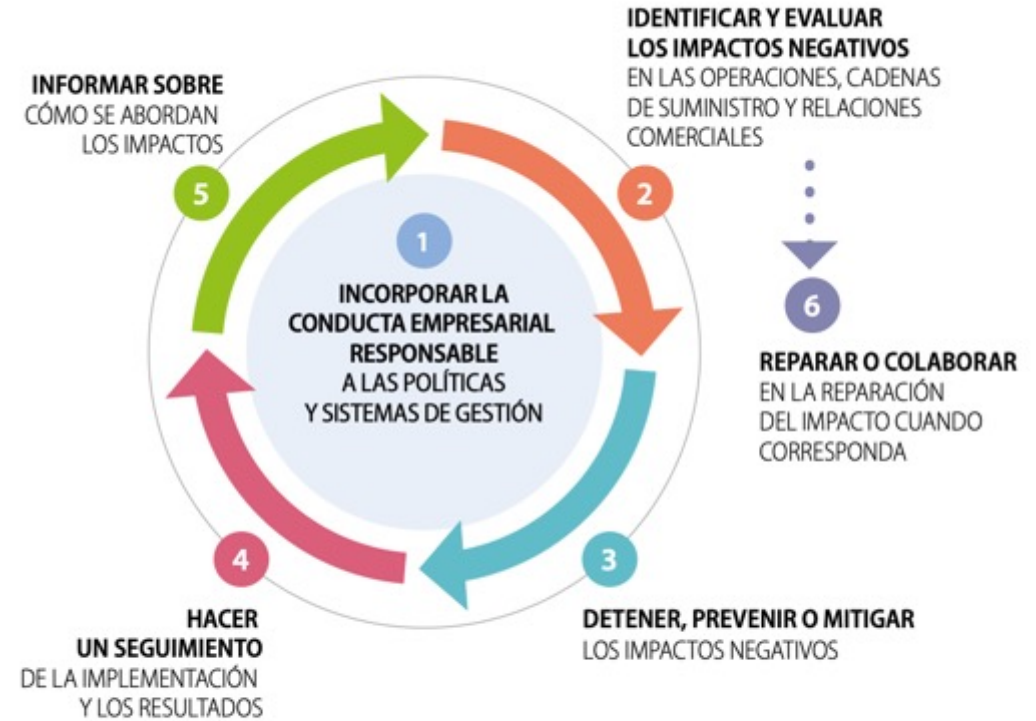 1
INCORPORAR LA
CONDUCTA EMPRESARIAL
RESPONSABLE
A LAS POLÍTICAS
Y SISTEMAS DE GESTIÓN
2
IDENTIFICAR Y EVALUAR
LOS IMPACTOS NEGATIVOS
EN LAS OPERACIONES, CADENAS
DE SUMINISTRO Y RELACIONES
COMERCIALES
3
DETENER, PREVENIR O MITIGAR
LOS IMPACTOS NEGATIVOS
4
HACER
UN SEGUIMIENTO
DE LA IMPLEMENTACIÓN
Y LOS RESULTADOS
5
INFORMAR SOBRE
CÓMO SE ABORDAN
LOS IMPACTOS
6
REPARAR O COLABORAR
EN LA REPARACIÓN
DEL IMPACTO CUANDO
CORRESPONDA